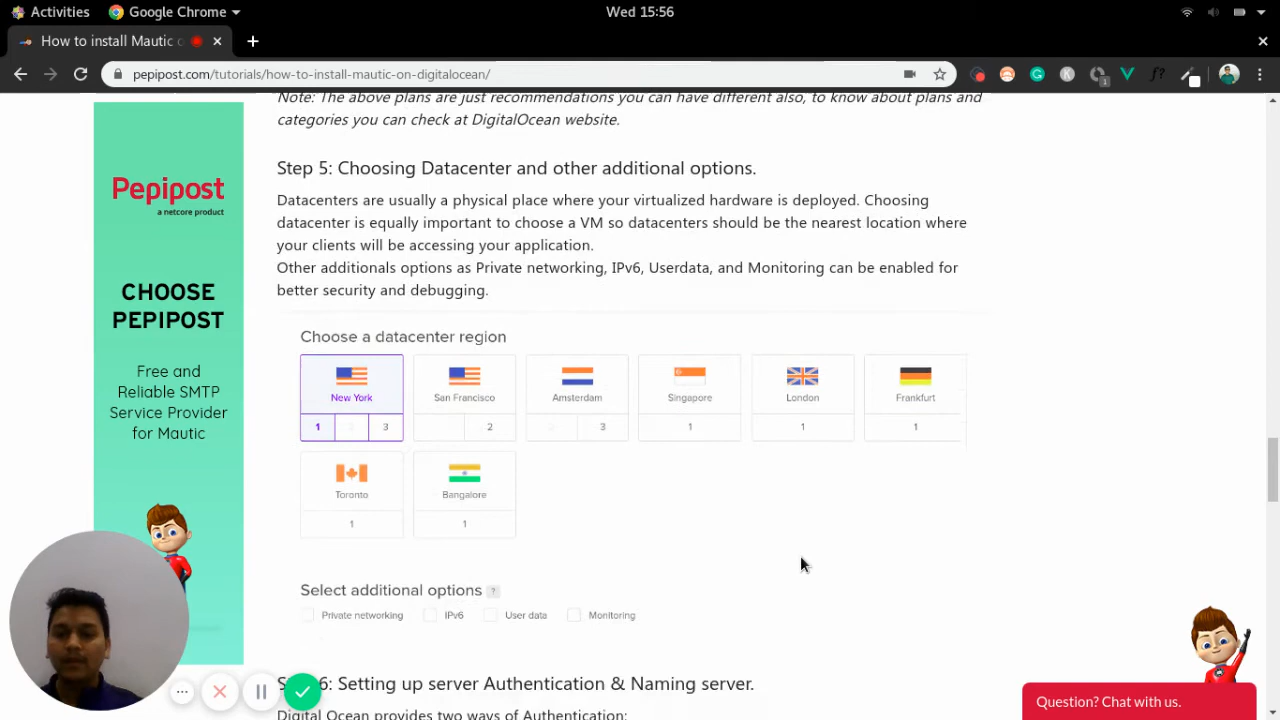 Activities
Google Chrome
Wed 15:56
How to install Mautic
pepipost.com/tutorials/how-to-install-mautic-on-digitalocean/
Note: The above plans are just recommendations you can have different also, to know about plans and
categories you can check at DigitalOcean website.
Step 5: Choosing Datacenter and other additional options.
Datacenters are usually a physical place where your virtualized hardware is deployed. Choosing
datacenter is equally important to choose a VM so datacenters should be the nearest location where
your clients will be accessing your application.
Other additionals options as Private networking, IPv6, Userdata, and Monitoring can be enabled for
better security and debugging.
Pepipost
a netcore product
CHOOSE
PEPIPOST
Free and
Reliable SMTP
Service Provider
for Mautic
Choose a datacenter region
New York San Francisco Amsterdam Singapore London Frankfurt
1 3 2 3 1 1 1
Toronto Bangalore
1 1
Select additional options ?
Private networking IPv6 User data Monitoring
6: Setting up server Authentication & Naming server.
Digital Ocean provides two ways of Authentication:
Question? Chat with us.